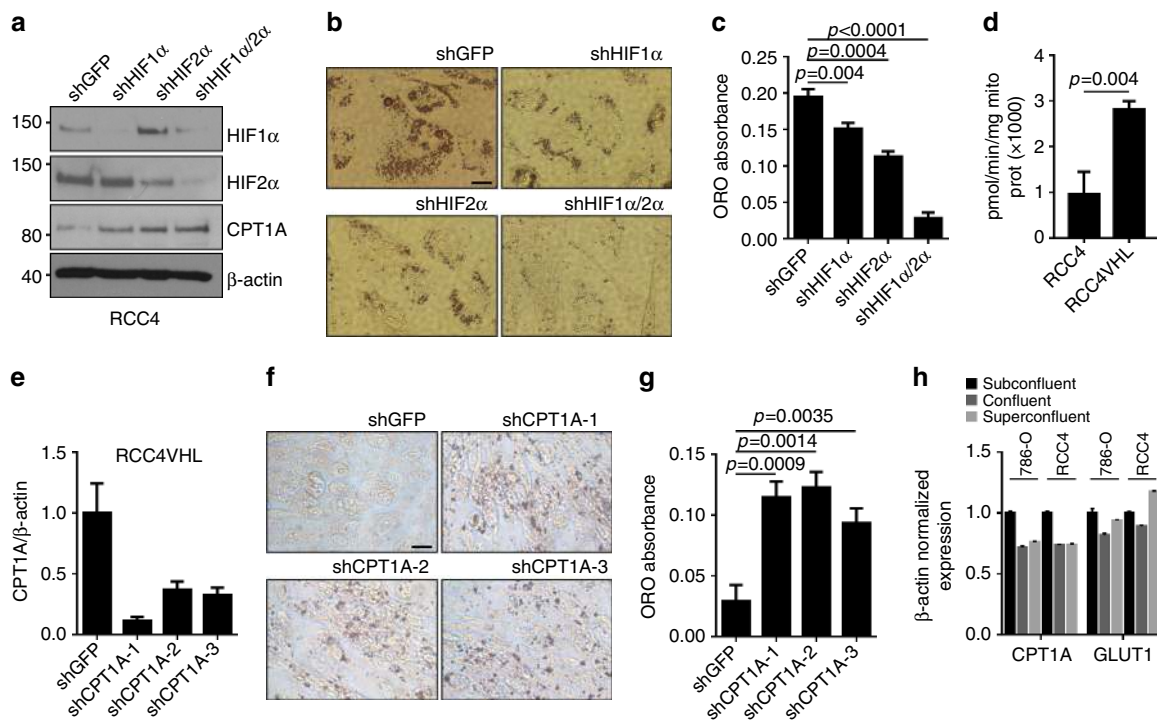 a
shGFP
shHIF1α
shHIF2α
shHIF1α/2α
150
HIF1α
150
HIF2α
80
CPT1A
40
β-actin
RCC4
b
shGFP
shHIF1α
shHIF2α
shHIF1α/2α
c
p<0.0001
p=0.0004
p=0.004
0.25
0.20
0.15
0.10
0.05
0.00
ORO absorbance
shGFP
shHIF1α
shHIF2α
shHIF1α/2α
d
p=0.004
4
3
2
1
0
pmol/min/mg mito
prot (×1000)
RCC4
RCC4VHL
e
RCC4VHL
1.5
1.0
0.5
0.0
CPT1A/β-actin
shGFP
shCPT1A-1
shCPT1A-2
shCPT1A-3
f
shGFP
shCPT1A-1
shCPT1A-2
shCPT1A-3
g
p=0.0035
p=0.0014
p=0.0009
0.15
0.10
0.05
0.00
ORO absorbance
shGFP
shCPT1A-1
shCPT1A-2
shCPT1A-3
h
Subconfluent
Confluent
Superconfluent
786-O
RCC4
786-O
RCC4
1.5
1.0
0.5
0.0
β-actin normalized
expression
CPT1A
GLUT1